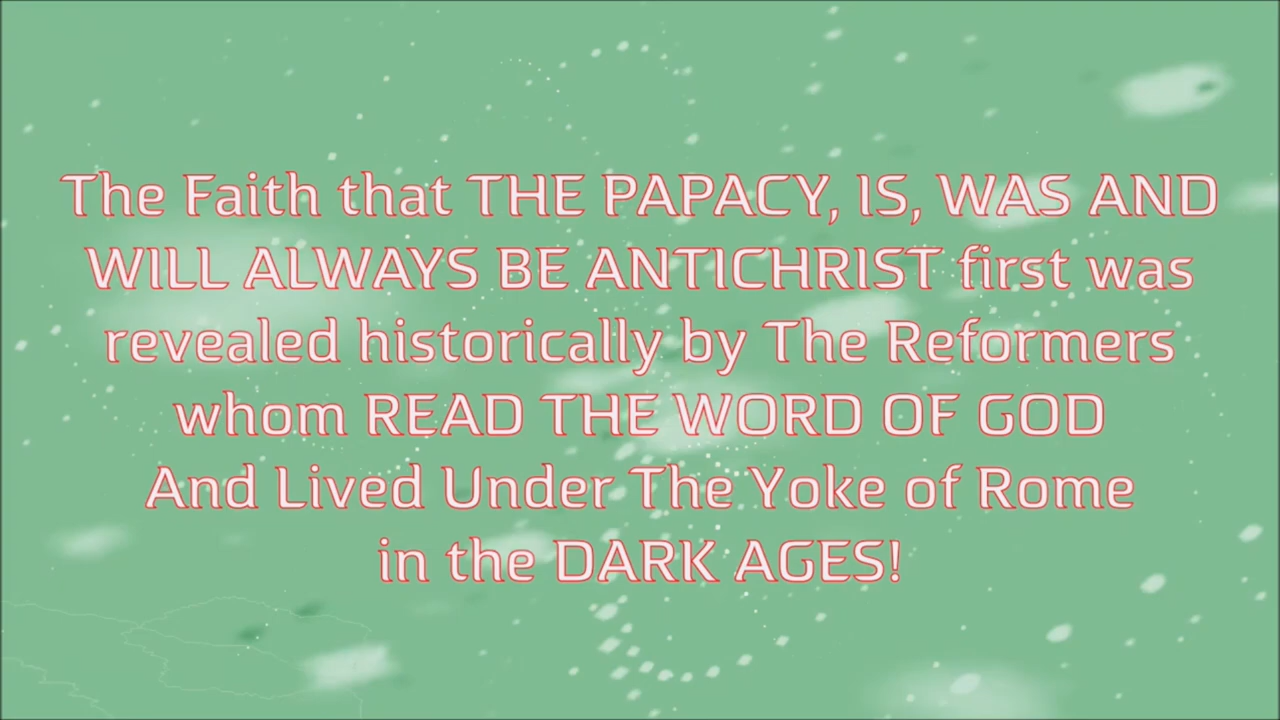 The Faith that THE PAPACY, IS, WAS AND
WILL ALWAYS BE ANTICHRIST first was
revealed historically by The Reformers
whom READ THE WORD OF GOD
And Lived Under The Yoke of Rome
in the DARK AGES!